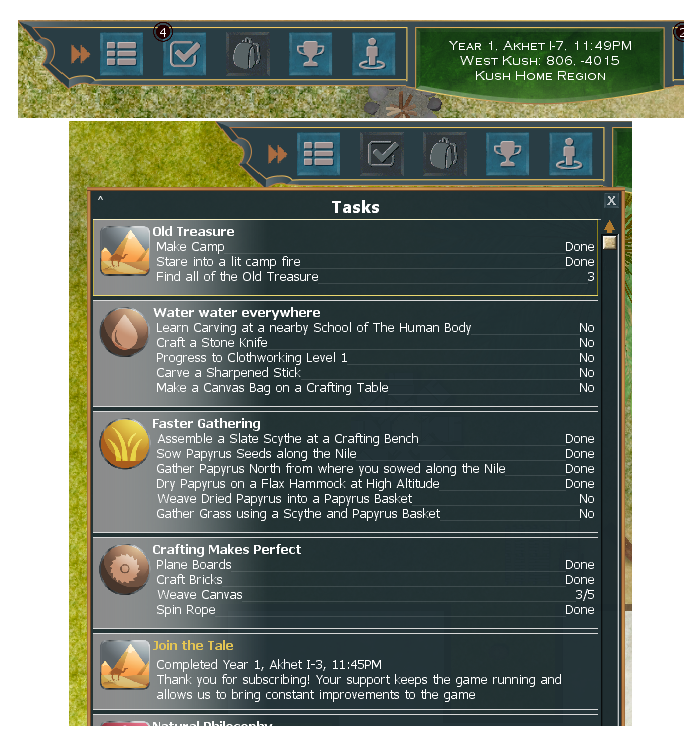 4
2
Year 1, Akhet I-7, 11:49PM
West Kush: 806, -4015
Kush Home Region
^ Tasks X
Old Treasure
Make Camp Done
Stare into a lit camp fire Done
Find all of the Old Treasure 3
Water water everywhere
Learn Carving at a nearby School of The Human Body No
Craft a Stone Knife No
Progress to Clothworking Level 1 No
Carve a Sharpened Stick No
Make a Canvas Bag on a Crafting Table No
Faster Gathering
Assemble a Slate Scythe at a Crafting Bench Done
Sow Papyrus Seeds along the Nile Done
Gather Papyrus North from where you sowed along the Nile Done
Dry Papyrus on a Flax Hammock at High Altitude Done
Weave Dried Papyrus into a Papyrus Basket No
Gather Grass using a Scythe and Papyrus Basket No
Crafting Makes Perfect
Plane Boards Done
Craft Bricks Done
Weave Canvas 3/5
Spin Rope Done
Join the Tale
Completed Year 1, Akhet I-3, 11:45PM
Thank you for subscribing! Your support keeps the game running and
allows us to bring constant improvements to the game
Natural Philosophy